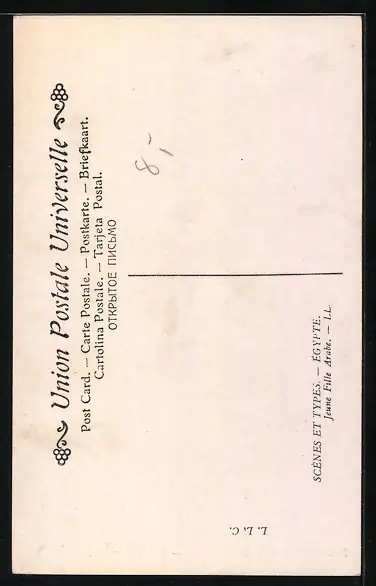 Union Postale Universelle
Post Card. — Carte Postale. — Postkarte. — Briefkaart.
Cartolina Postale. — Tarjeta Postal.
ОТКРЫТОЕ ПИСЬМО
8,-
SCÈNES ET TYPES. — ÉGYPTE.
Jeune Fille Arabe. — LL.
L. L. C.